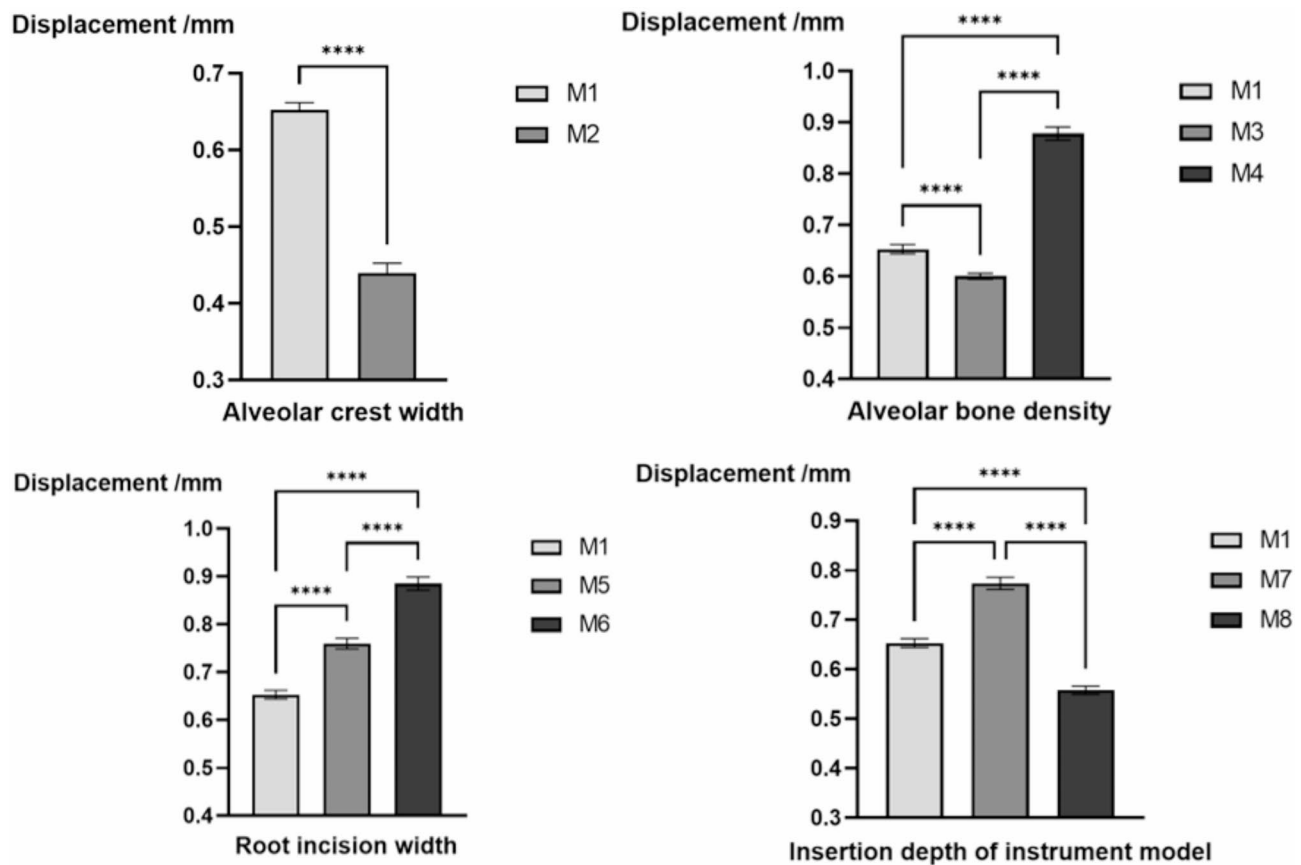 Displacement /mm
****
0.7
0.6
0.5
0.4
0.3
M1
M2
Alveolar crest width
Displacement /mm
****
****
****
1.0
0.9
0.8
0.7
0.6
0.5
0.4
M1
M3
M4
Alveolar bone density
Displacement /mm
****
****
****
1.0
0.9
0.8
0.7
0.6
0.5
0.4
M1
M5
M6
Root incision width
Displacement /mm
****
**** ****
0.9
0.8
0.7
0.6
0.5
0.4
0.3
M1
M7
M8
Insertion depth of instrument model